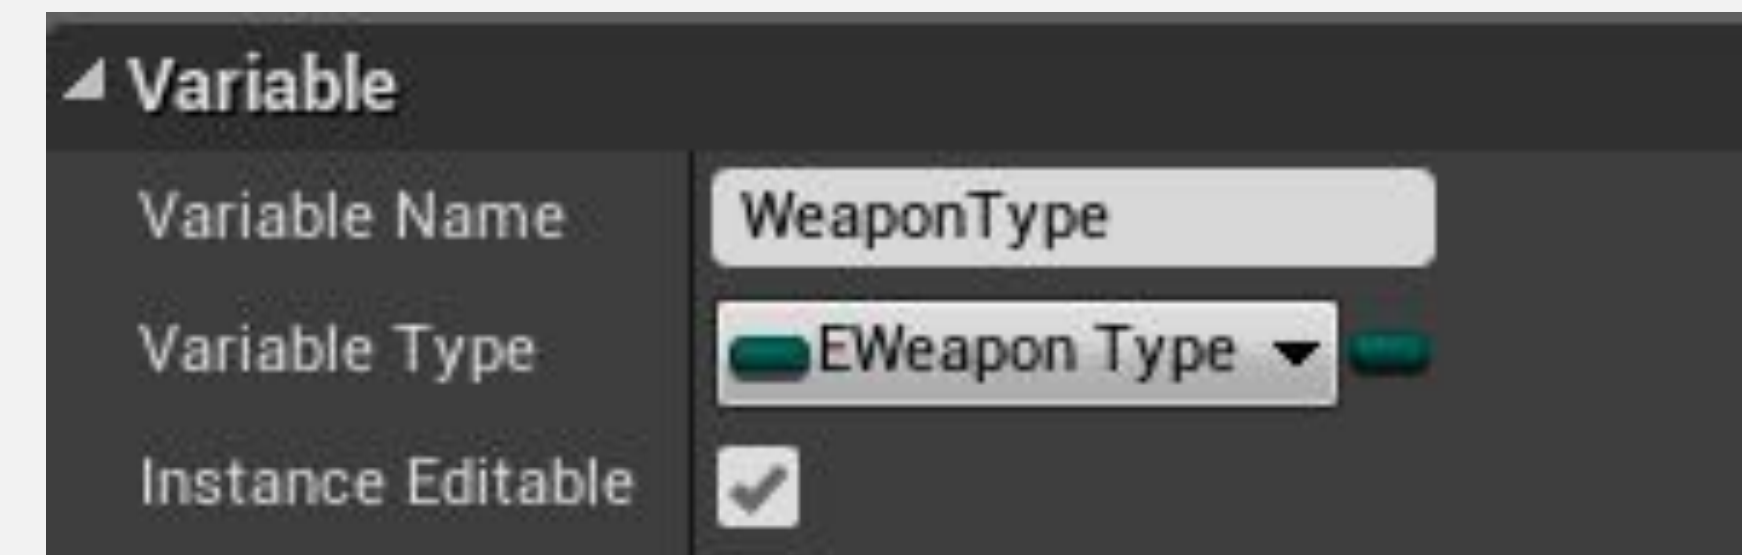 Variable
Variable Name WeaponType
Variable Type EWeapon Type
Instance Editable